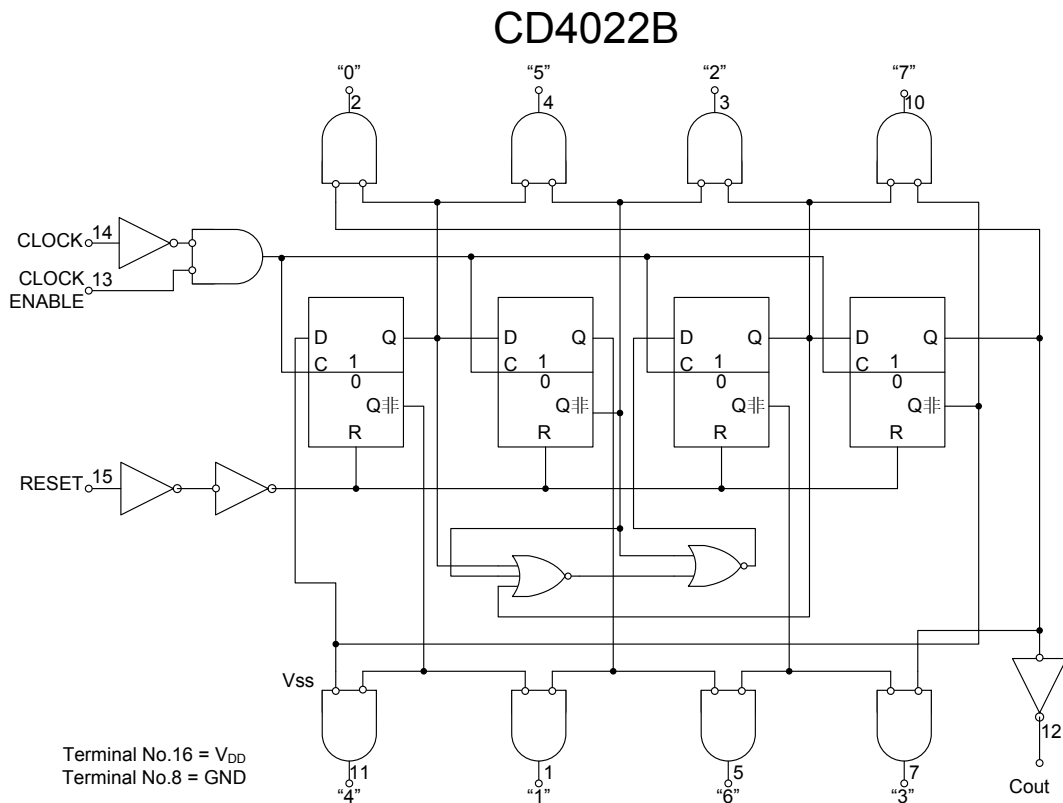 CD4022B
“0” “5” “2” “7”
2 4 3 10
CLOCK 14
CLOCK 13
ENABLE
D Q D Q D Q D Q
C 1 C 1 C 1 C 1
0 0 0 0
Q Q Q Q
R R R R
RESET 15
Vss
12
Terminal No.16 = VDD
Terminal No.8 = GND
11 1 5 7
“4” “1” “6” “3”
Cout